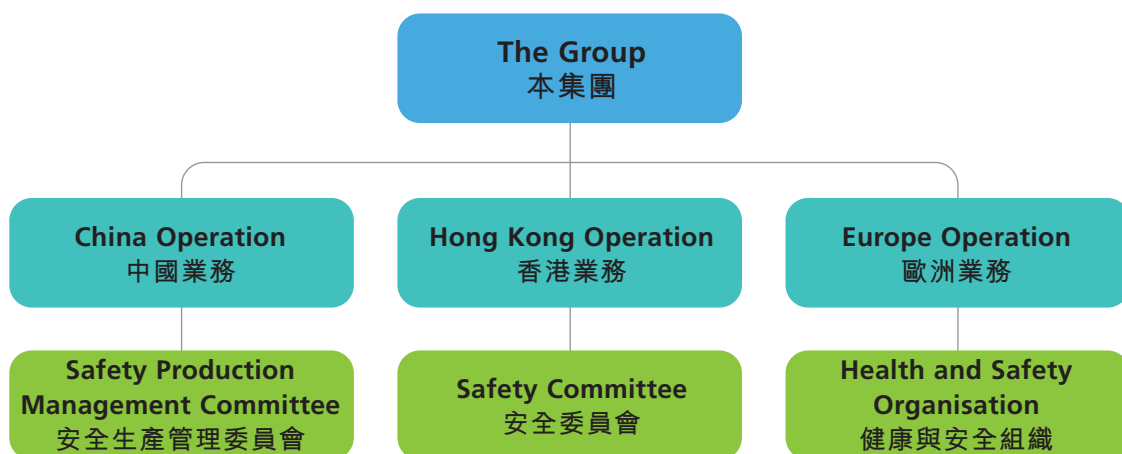 The Group
本集團
China Operation
中國業務
Hong Kong Operation
香港業務
Europe Operation
歐洲業務
Safety Production
Management Committee
安全生產管理委員會
Safety Committee
安全委員會
Health and Safety
Organisation
健康與安全組織